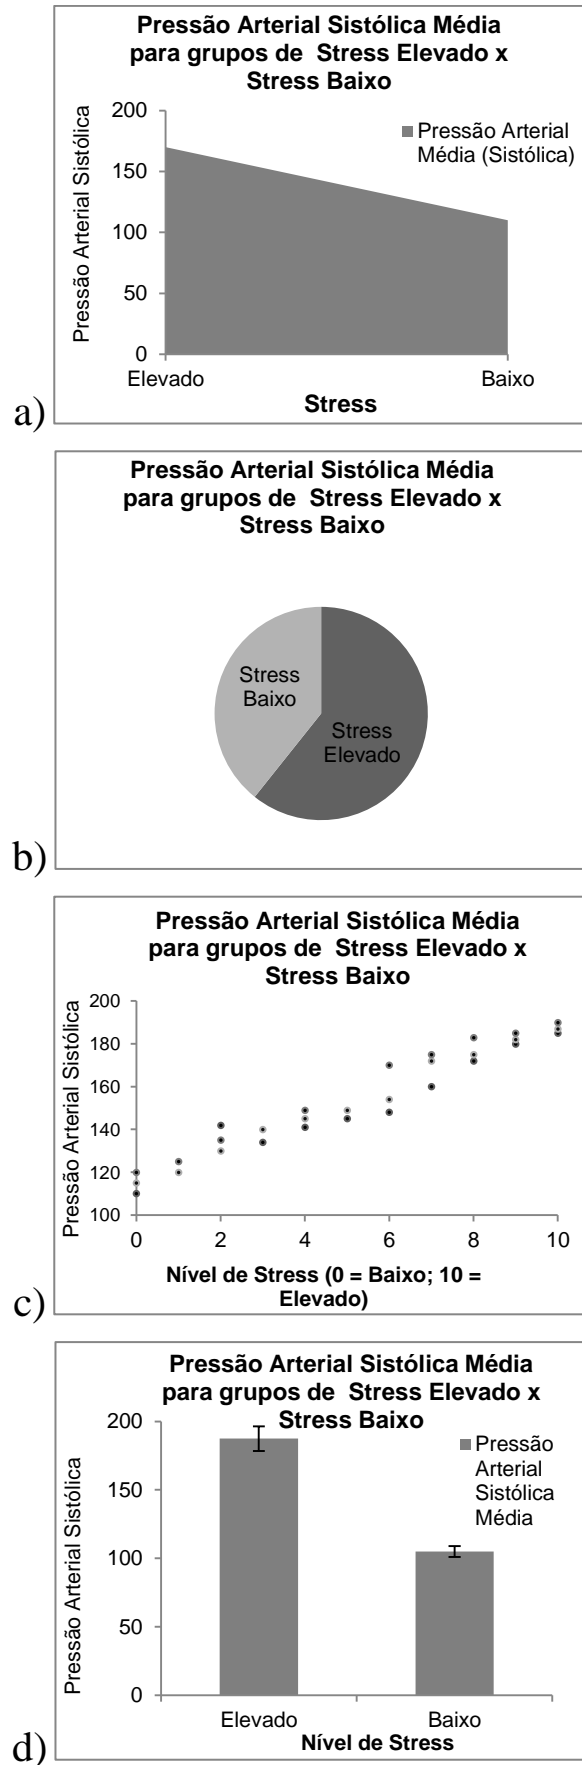 Pressão Arterial Sistólica Média
para grupos de  Stress Elevado x
Stress Baixo
Pressão Arterial Sistólica
200
150
100
50
0
Pressão Arterial
Média (Sistólica)
Elevado
Baixo
Stress
a)
Pressão Arterial Sistólica Média
para grupos de  Stress Elevado x
Stress Baixo
Stress
Baixo
Stress
Elevado
b)
Pressão Arterial Sistólica Média
para grupos de  Stress Elevado x
Stress Baixo
Pressão Arterial Sistólica
200
180
160
140
120
100
0 2 4 6 8 10
Nível de Stress (0 = Baixo; 10 =
Elevado)
c)
Pressão Arterial Sistólica Média
para grupos de  Stress Elevado x
Stress Baixo
Pressão Arterial Sistólica
200
150
100
50
0
Pressão
Arterial
Sistólica
Média
Elevado
Baixo
Nível de Stress
d)